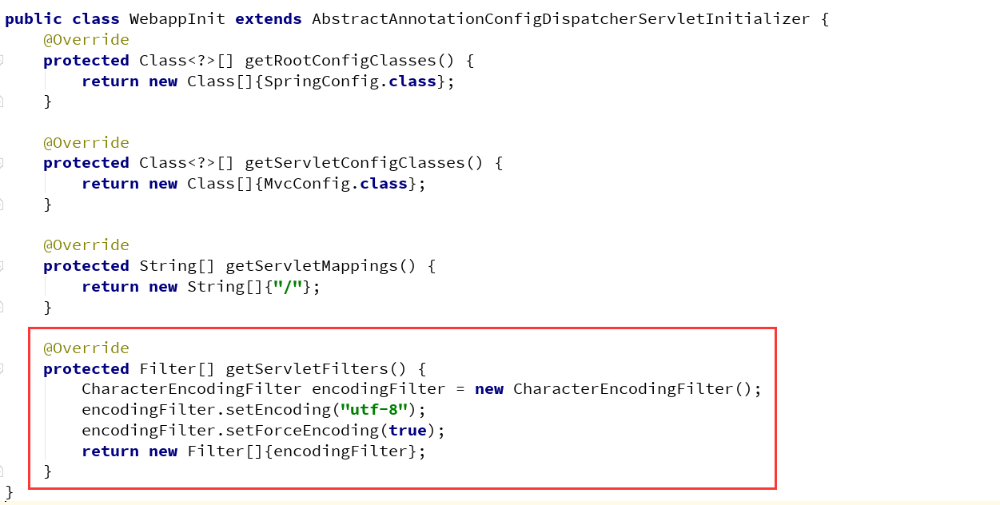 public class WebappInit extends AbstractAnnotationConfigDispatcherServletInitializer {
    @Override
    protected Class<?>[] getRootConfigClasses() {
        return new Class[]{SpringConfig.class};
    }

    @Override
    protected Class<?>[] getServletConfigClasses() {
        return new Class[]{MvcConfig.class};
    }

    @Override
    protected String[] getServletMappings() {
        return new String[]{"/"};
    }

    @Override
    protected Filter[] getServletFilters() {
        CharacterEncodingFilter encodingFilter = new CharacterEncodingFilter();
        encodingFilter.setEncoding("utf-8");
        encodingFilter.setForceEncoding(true);
        return new Filter[]{encodingFilter};
    }
}